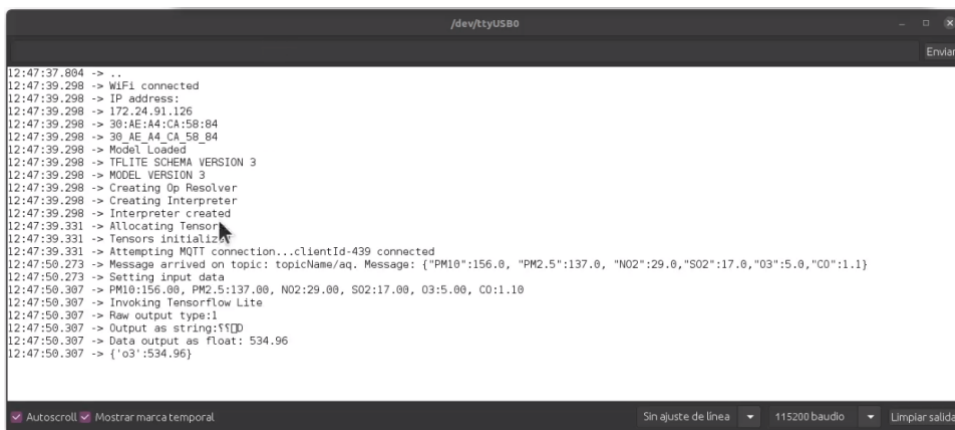 /dev/ttyUSB0
Enviar
12:47:37.804 -> ..
12:47:39.298 -> WiFi connected
12:47:39.298 -> IP address:
12:47:39.298 -> 172.24.91.126
12:47:39.298 -> 30:AE:A4:CA:58:84
12:47:39.298 -> 30_AE_A4_CA_58_84
12:47:39.298 -> Model Loaded
12:47:39.298 -> TFLITE SCHEMA VERSION 3
12:47:39.298 -> MODEL VERSION 3
12:47:39.298 -> Creating Op Resolver
12:47:39.298 -> Creating Interpreter
12:47:39.298 -> Interpreter created
12:47:39.331 -> Allocating Tensor
12:47:39.331 -> Tensors initializ
12:47:39.331 -> Attempting MQTT connection...clientId-439 connected
12:47:50.273 -> Message arrived on topic: topicName/aq. Message: {"PM10":156.0, "PM2.5":137.0, "NO2":29.0,"SO2":17.0,"O3":5.0,"CO":1.1}
12:47:50.273 -> Setting input data
12:47:50.307 -> PM10:156.00, PM2.5:137.00, NO2:29.00, SO2:17.00, O3:5.00, CO:1.10
12:47:50.307 -> Invoking Tensorflow Lite
12:47:50.307 -> Raw output type:1
12:47:50.307 -> Output as string:⸮⸮□D
12:47:50.307 -> Data output as float: 534.96
12:47:50.307 -> {'o3':534.96}
Autoscroll Mostrar marca temporal Sin ajuste de línea 115200 baudio Limpiar salida